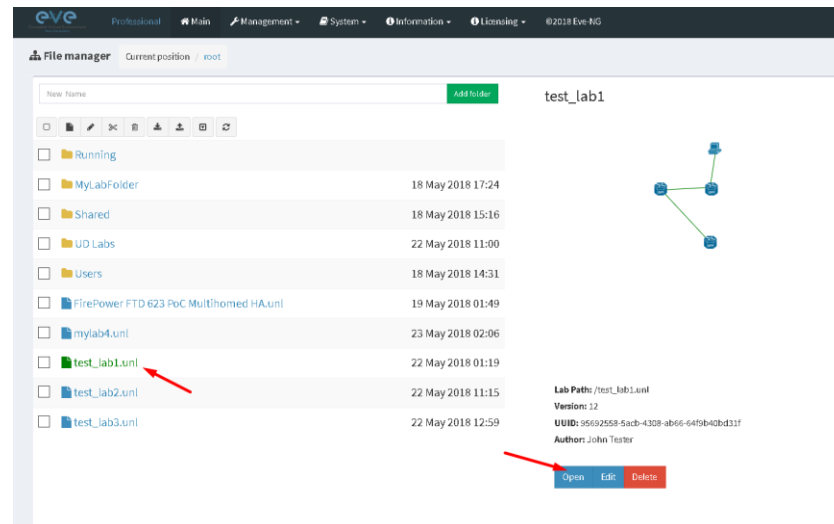 eve Professional Main Management System Information Licensing ©2018 Eve-NG
File manager Current position / root
New Name Add folder
test_lab1
Running
MyLabFolder 18 May 2018 17:24
Shared 18 May 2018 15:16
UD Labs 22 May 2018 11:00
Users 18 May 2018 14:31
FirePower FTD 623 PoC Multihomed HA.unl 19 May 2018 01:49
mylab4.unl 23 May 2018 02:06
test_lab1.unl 22 May 2018 01:19
test_lab2.unl 22 May 2018 11:15
test_lab3.unl 22 May 2018 12:59
Lab Path: /test_lab1.unl
Version: 12
UUID: 95692558-5acb-4308-ab66-64f9b40bd31f
Author: John Tester
Open Edit Delete